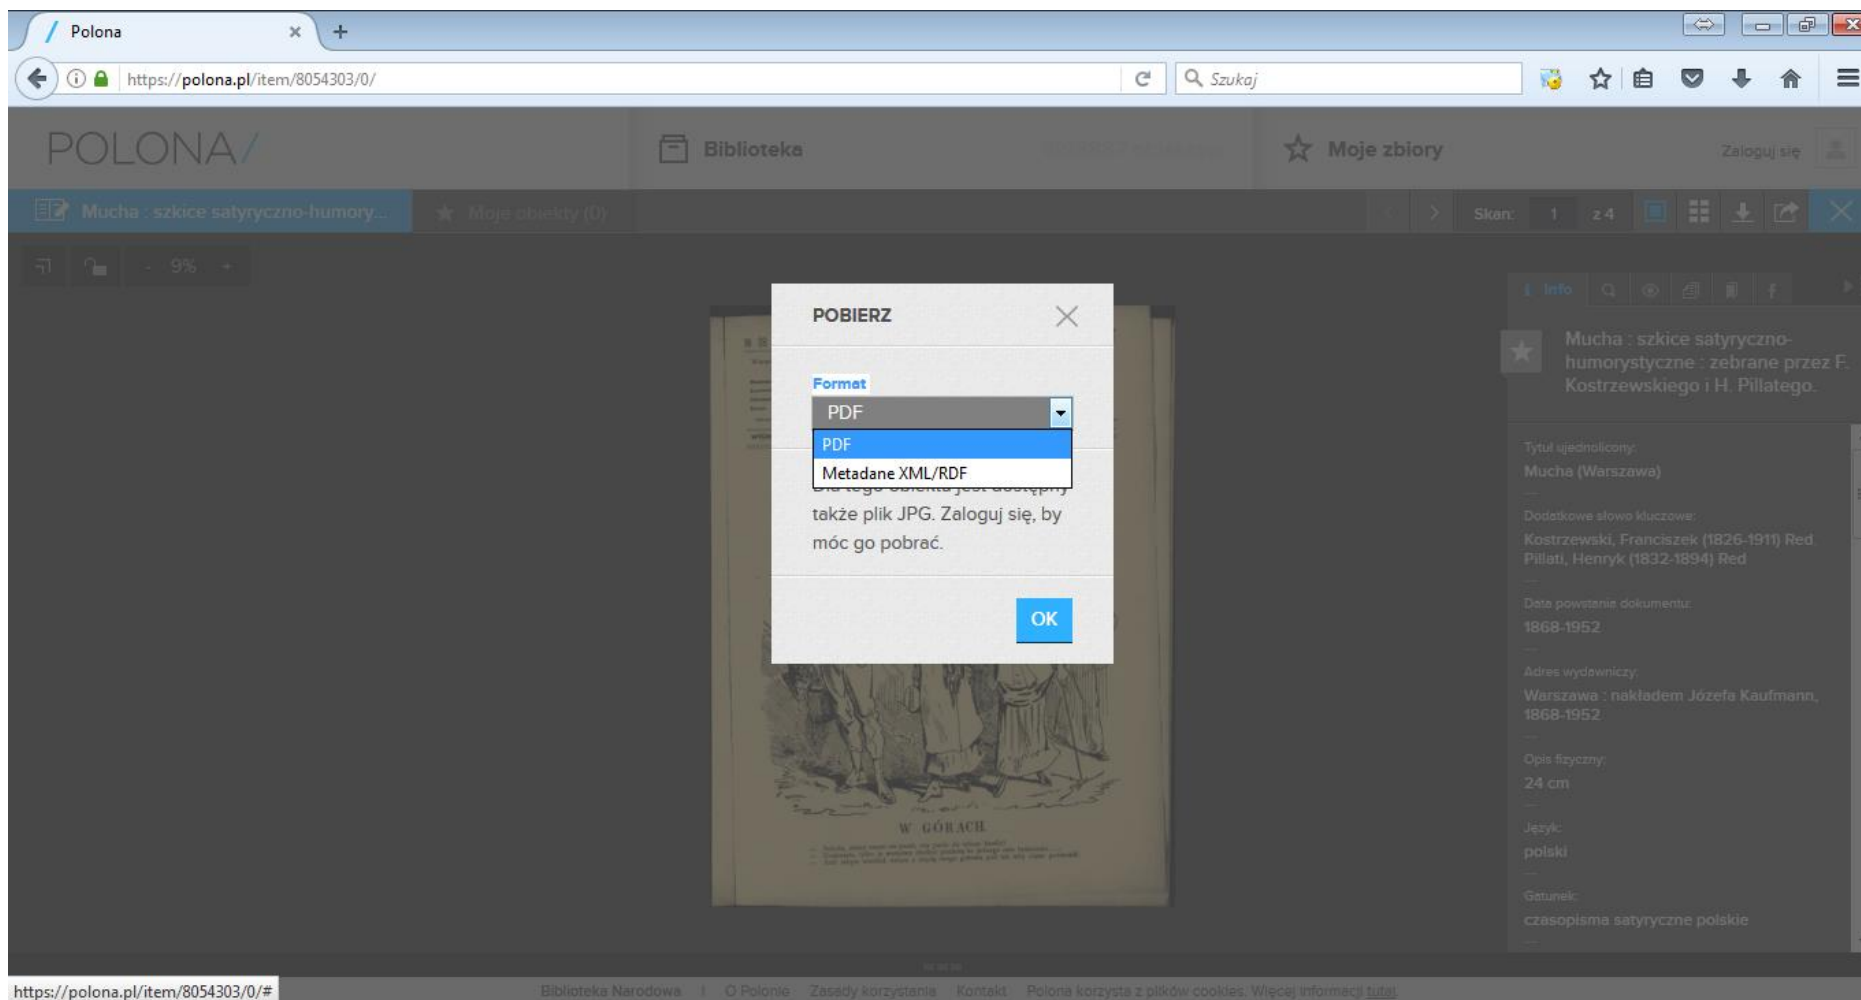 Polona
https://polona.pl/item/8054303/0/
Szukaj
POLONA/
Biblioteka
Moje zbiory
Zaloguj się
Mucha : szkice satyryczno-humory...
Moje obiekty (0)
Skan: 1 z 4
- 9% +
POBIERZ
Format
PDF
PDF
Metadane XML/RDF
Dla tego obiektu jest dostępny
także plik JPG. Zaloguj się, by
móc go pobrać.
OK
W GÓRACH
Info
Mucha : szkice satyryczno-
humorystyczne : zebrane przez F.
Kostrzewskiego i H. Pillatego.
Tytuł ujednolicony:
Mucha (Warszawa)
Dodatkowe słowo kluczowe:
Kostrzewski, Franciszek (1826-1911) Red
Pillati, Henryk (1832-1894) Red
Data powstania dokumentu:
1868-1952
Adres wydawniczy:
Warszawa : nakładem Józefa Kaufmann,
1868-1952
Opis fizyczny:
24 cm
Język:
polski
Gatunek:
czasopisma satyryczne polskie
https://polona.pl/item/8054303/0/#
Biblioteka Narodowa | O Polonie Zasady korzystania Kontakt Polona korzysta z plików cookies. Więcej informacji tutaj